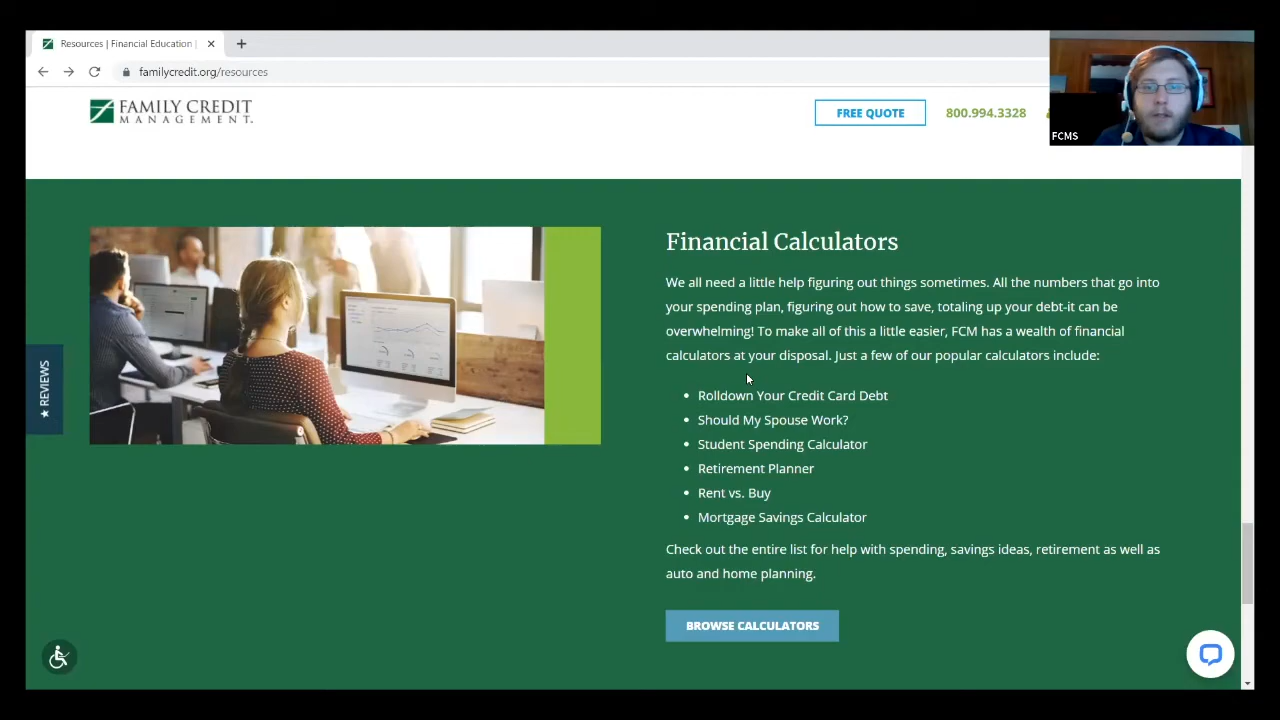 Resources | Financial Education |
familycredit.org/resources
FAMILY CREDIT
MANAGEMENT.
FREE QUOTE
800.994.3328
FCMS
Financial Calculators
We all need a little help figuring out things sometimes. All the numbers that go into
your spending plan, figuring out how to save, totaling up your debt-it can be
overwhelming! To make all of this a little easier, FCM has a wealth of financial
calculators at your disposal. Just a few of our popular calculators include:
• Rolldown Your Credit Card Debt
• Should My Spouse Work?
• Student Spending Calculator
• Retirement Planner
• Rent vs. Buy
• Mortgage Savings Calculator
Check out the entire list for help with spending, savings ideas, retirement as well as
auto and home planning.
BROWSE CALCULATORS
★ REVIEWS